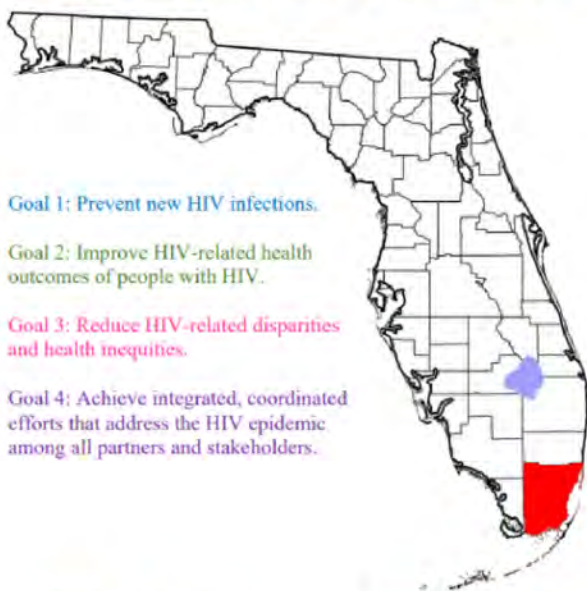 Goal 1: Prevent new HIV infections.
Goal 2: Improve HIV-related health
outcomes of people with HIV.
Goal 3: Reduce HIV-related disparities
and health inequities.
Goal 4: Achieve integrated, coordinated
efforts that address the HIV epidemic
among all partners and stakeholders.